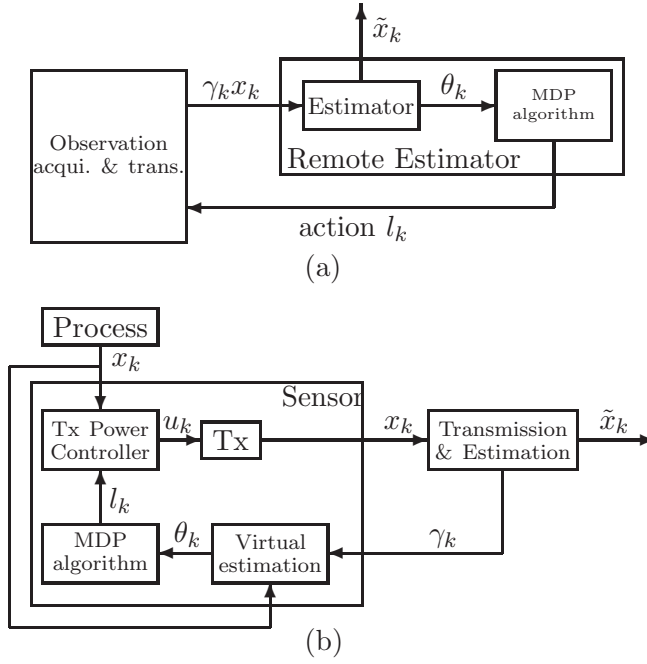 x̃ₖ
γₖxₖ
Estimator
θₖ
MDP
algorithm
Observation
acqui. & trans.
Remote Estimator
action lₖ
(a)
Process
xₖ
Sensor
Tx Power
Controller
uₖ
Tx
xₖ
Transmission
& Estimation
x̃ₖ
lₖ
MDP
algorithm
θₖ
Virtual
estimation
γₖ
(b)